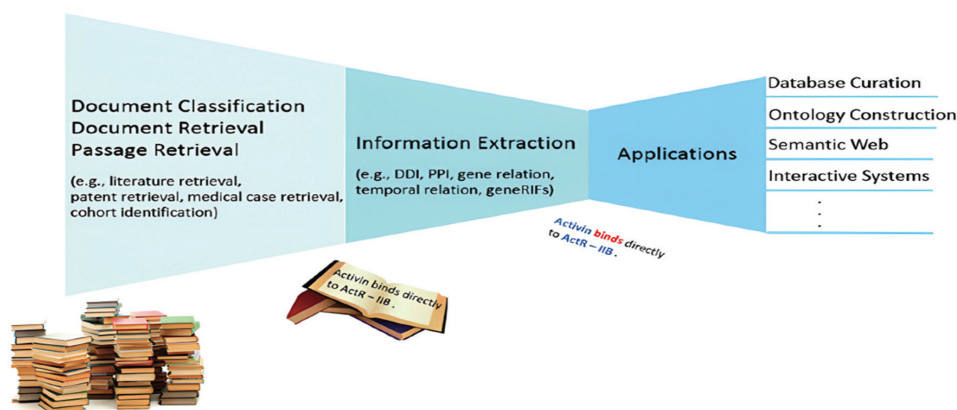 Document Classification
Document Retrieval
Passage Retrieval
(e.g., literature retrieval,
patent retrieval, medical case retrieval,
cohort identification)
Information Extraction
(e.g., DDI, PPI, gene relation,
temporal relation, geneRIFs)
Applications
Database Curation
Ontology Construction
Semantic Web
Interactive Systems
.
.
.
Activin binds directly
to ActR – IIB .
Activin binds directly
to ActR – IIB .